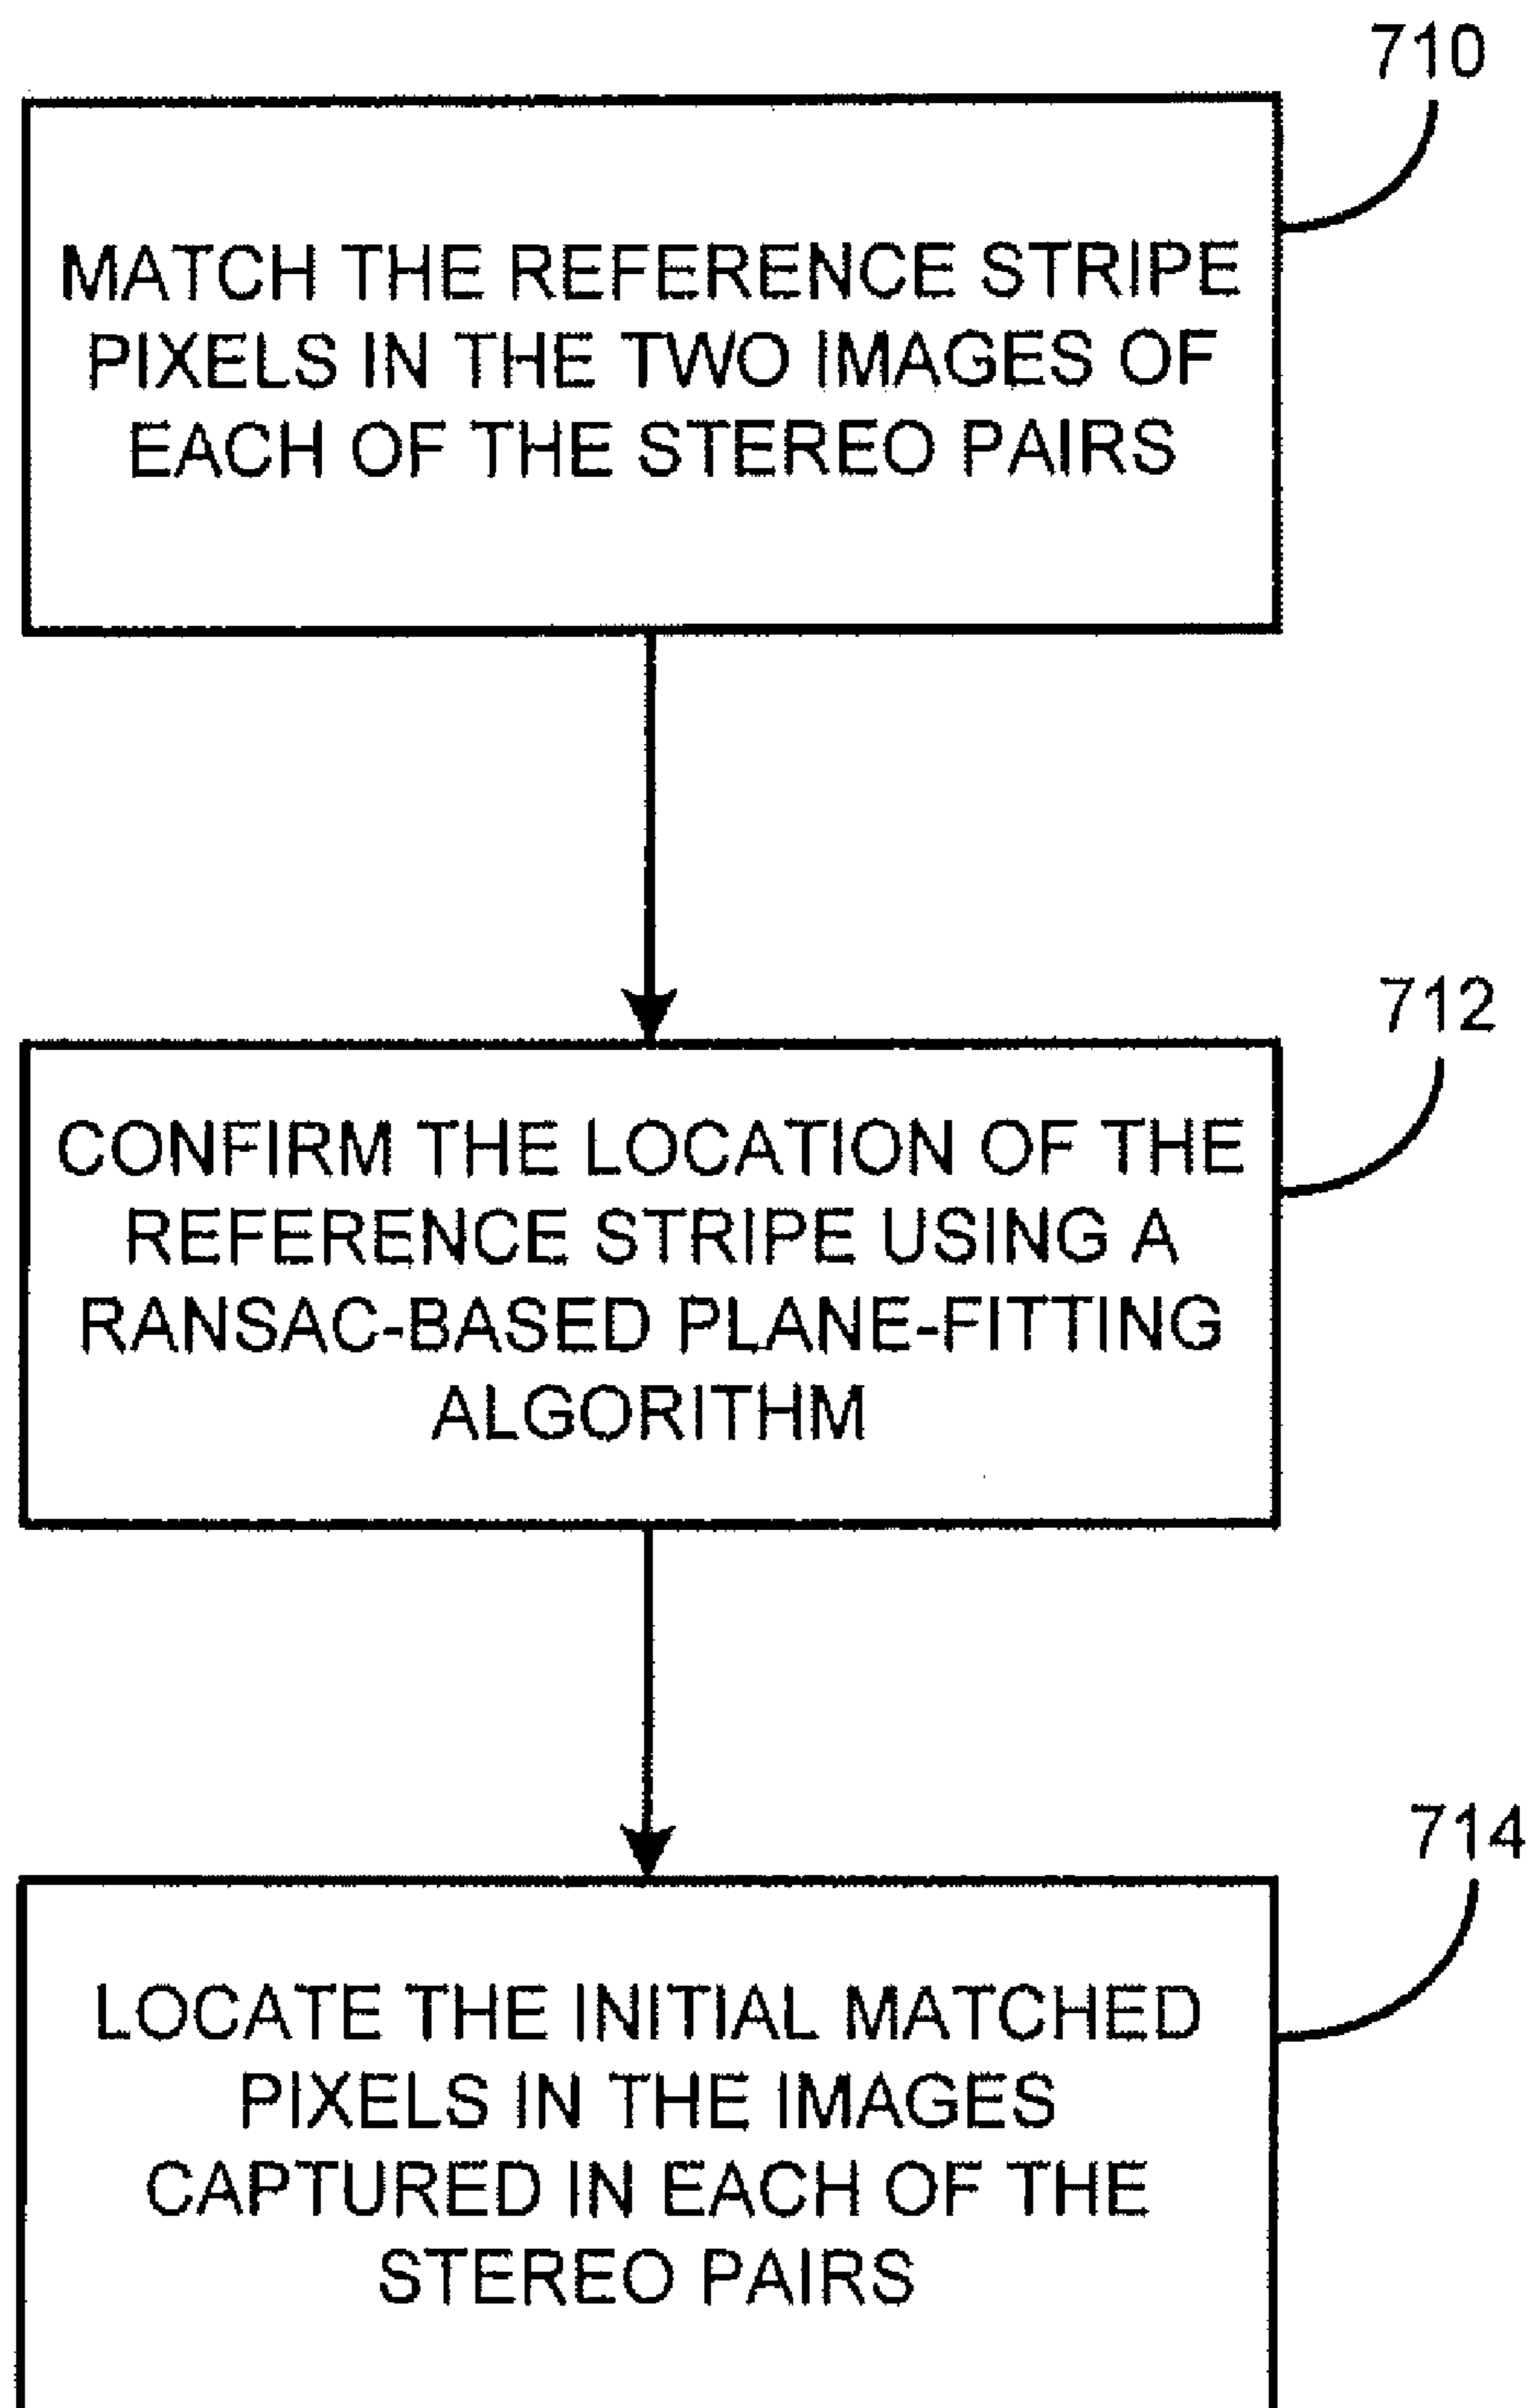 710
MATCH THE REFERENCE STRIPE
PIXELS IN THE TWO IMAGES OF
EACH OF THE STEREO PAIRS
712
CONFIRM THE LOCATION OF THE
REFERENCE STRIPE USING A
RANSAC-BASED PLANE-FITTING
ALGORITHM
714
LOCATE THE INITIAL MATCHED
PIXELS IN THE IMAGES
CAPTURED IN EACH OF THE
STEREO PAIRS